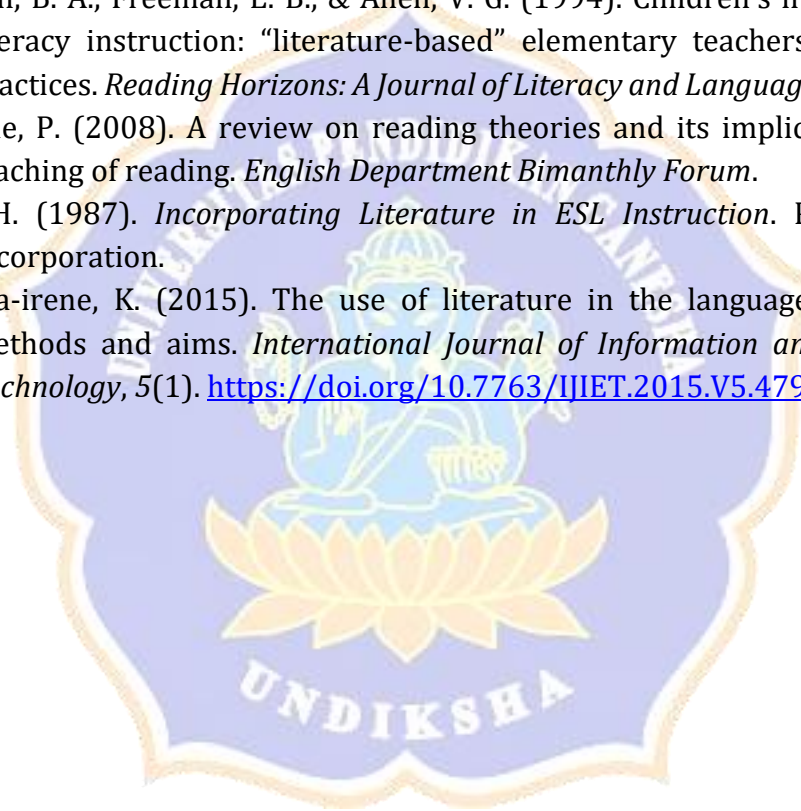 B. A., Freeman, E. B., & Allen, V. G. (1994). Children's
eracy instruction: “literature-based” elementary teachers
actices. Reading Horizons: A Journal of Literacy and Languag
e, P. (2008). A review on reading theories and its implic
aching of reading. English Department Bimanthly Forum.
H. (1987). Incorporating Literature in ESL Instruction.
corporation.
a-irene, K. (2015). The use of literature in the language
ethods and aims. International Journal of Information an
chnology, 5(1). https://doi.org/10.7763/IJIET.2015.V5.479
UNIVERSITAS PENDIDIKAN GANESHA
UNDIKSHA